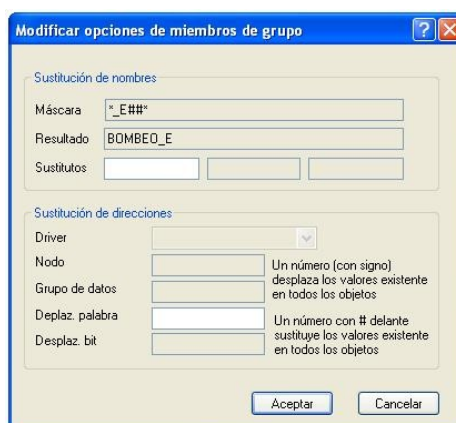 Modificar opciones de miembros de grupo
Sustitución de nombres
Máscara *_E##*
Resultado BOMBEO_E
Sustitutos
Sustitución de direcciones
Driver
Nodo
Un número (con signo)
desplaza los valores existente
en todos los objetos
Grupo de datos
Deplaz. palabra
Un número con # delante
sustituye los valores existente
en todos los objetos
Desplaz. bit
Aceptar Cancelar